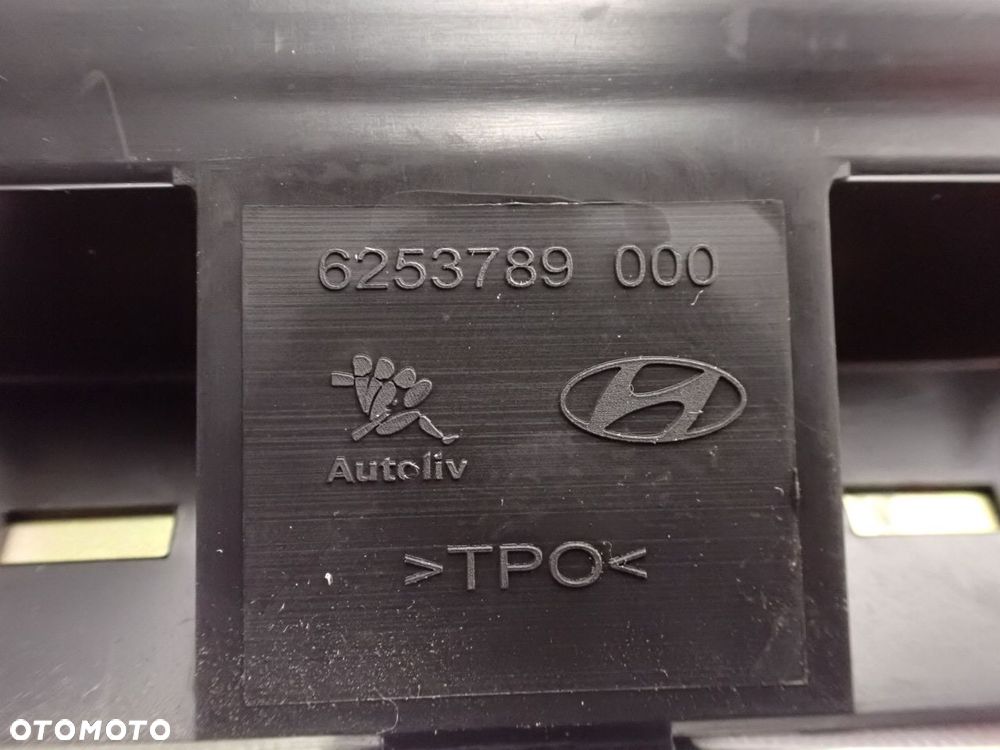 6253789 000
Autoliv
>TPO<
OTOMOTO